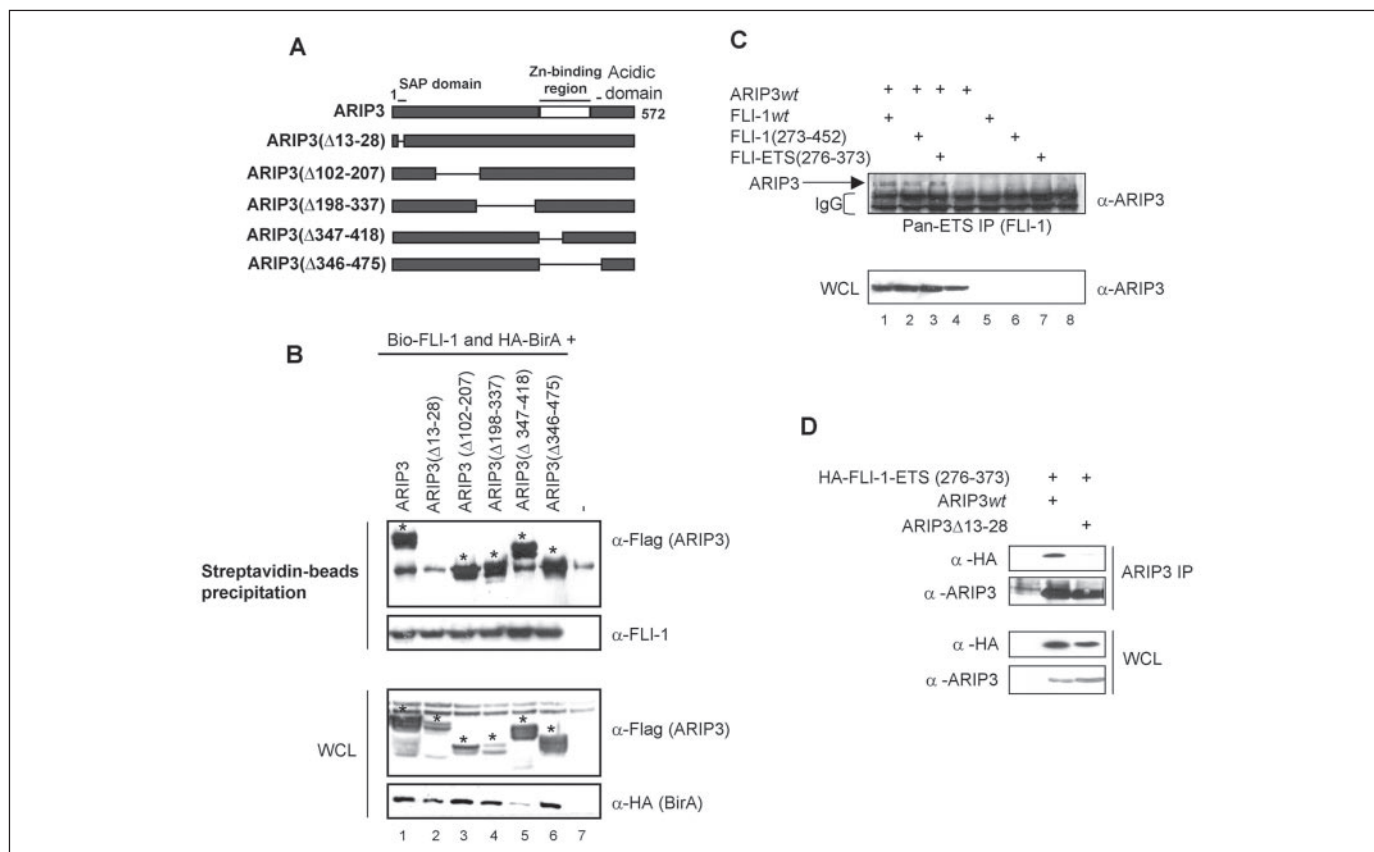 A
SAP domain
Zn-binding region
Acidic domain
1
ARIP3
572
ARIP3(Δ13-28)
ARIP3(Δ102-207)
ARIP3(Δ198-337)
ARIP3(Δ347-418)
ARIP3(Δ346-475)
B
Bio-FLI-1 and HA-BirA +
ARIP3
ARIP3(Δ13-28)
ARIP3 (Δ102-207)
ARIP3(Δ198-337)
ARIP3(Δ 347-418)
ARIP3(Δ346-475)
-
* * * * *
Streptavidin-beads precipitation
α-Flag (ARIP3)
α-FLI-1
* * * * * *
WCL
α-Flag (ARIP3)
α-HA (BirA)
1 2 3 4 5 6 7
C
ARIP3wt + + + +
FLI-1wt + +
FLI-1(273-452) + +
FLI-ETS(276-373) + +
ARIP3
IgG
α-ARIP3
Pan-ETS IP (FLI-1)
WCL
α-ARIP3
1 2 3 4 5 6 7 8
D
HA-FLI-1-ETS (276-373) + +
ARIP3wt +
ARIP3Δ13-28 +
α -HA
α -ARIP3
ARIP3 IP
α -HA
α -ARIP3
WCL